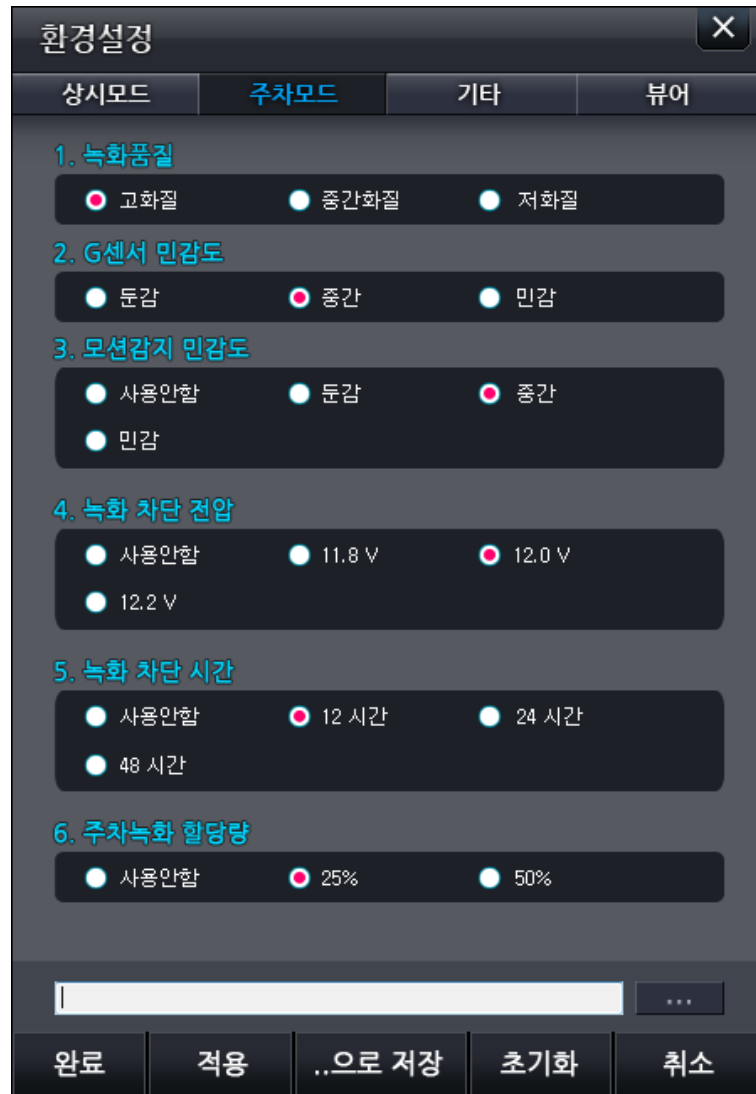 환경설정
상시모드 주차모드 기타 뷰어
1. 녹화품질
고화질 중간화질 저화질
2. G센서 민감도
둔감 중간 민감
3. 모션감지 민감도
사용안함 둔감 중간
민감
4. 녹화 차단 전압
사용안함 11.8 V 12.0 V
12.2 V
5. 녹화 차단 시간
사용안함 12 시간 24 시간
48 시간
6. 주차녹화 할당량
사용안함 25% 50%
...
완료 적용 ..으로 저장 초기화 취소